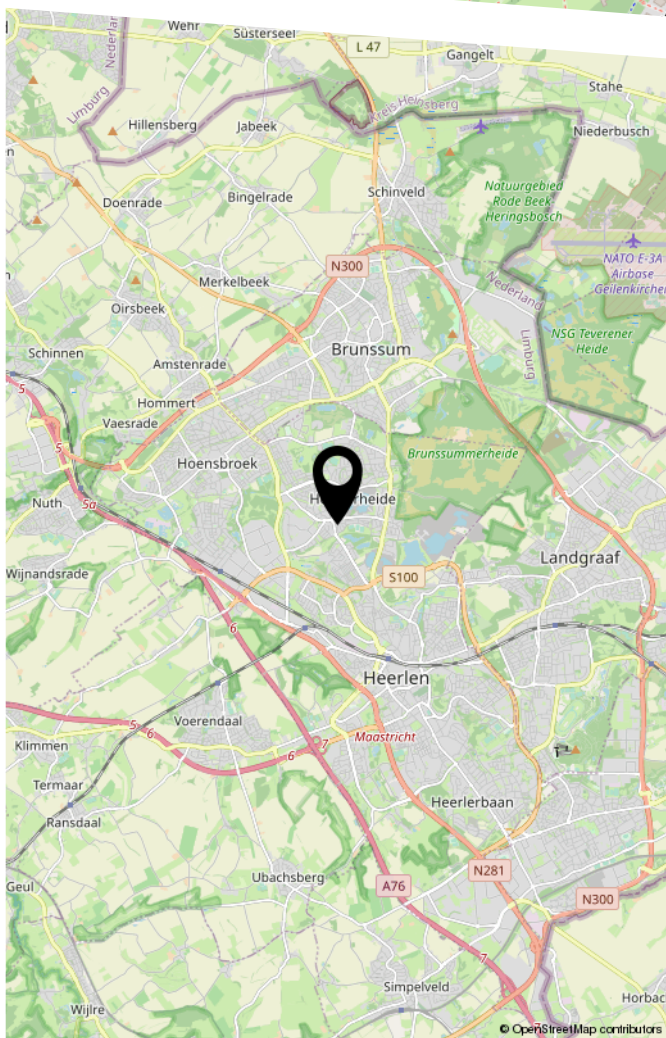 Wehr
Süsterseel
L 47
Gangelt
Stahe
Limburg
Kreis Heinsberg
Hillensberg
Jabeek
Niederbusch
Doenrade
Bingelrade
Schinveld
Natuurgebied
Rode Beek
Heringsbosch
N300
NATO E-3A
Airbase
Merkelbeek
Nederland
Oirsbeek
Limburg
NSG Teverener
Heide
Brunssum
Schinnen
Amstenrade
5
Hommert
Vaesrade
5
Hoensbroek
Brunssummerheide
Nuth
5a
Landgraaf
Wijnandsrade
S100
6
Heerlen
Voerendaal
5
6
7
Maastricht
6
Klimmen
Termaar
Ransdaal
Heerlerbaan
N281
Ubachsberg
A76
N300
Geul
7
Simpelveld
Wijlre
© OpenStreetMap contributors